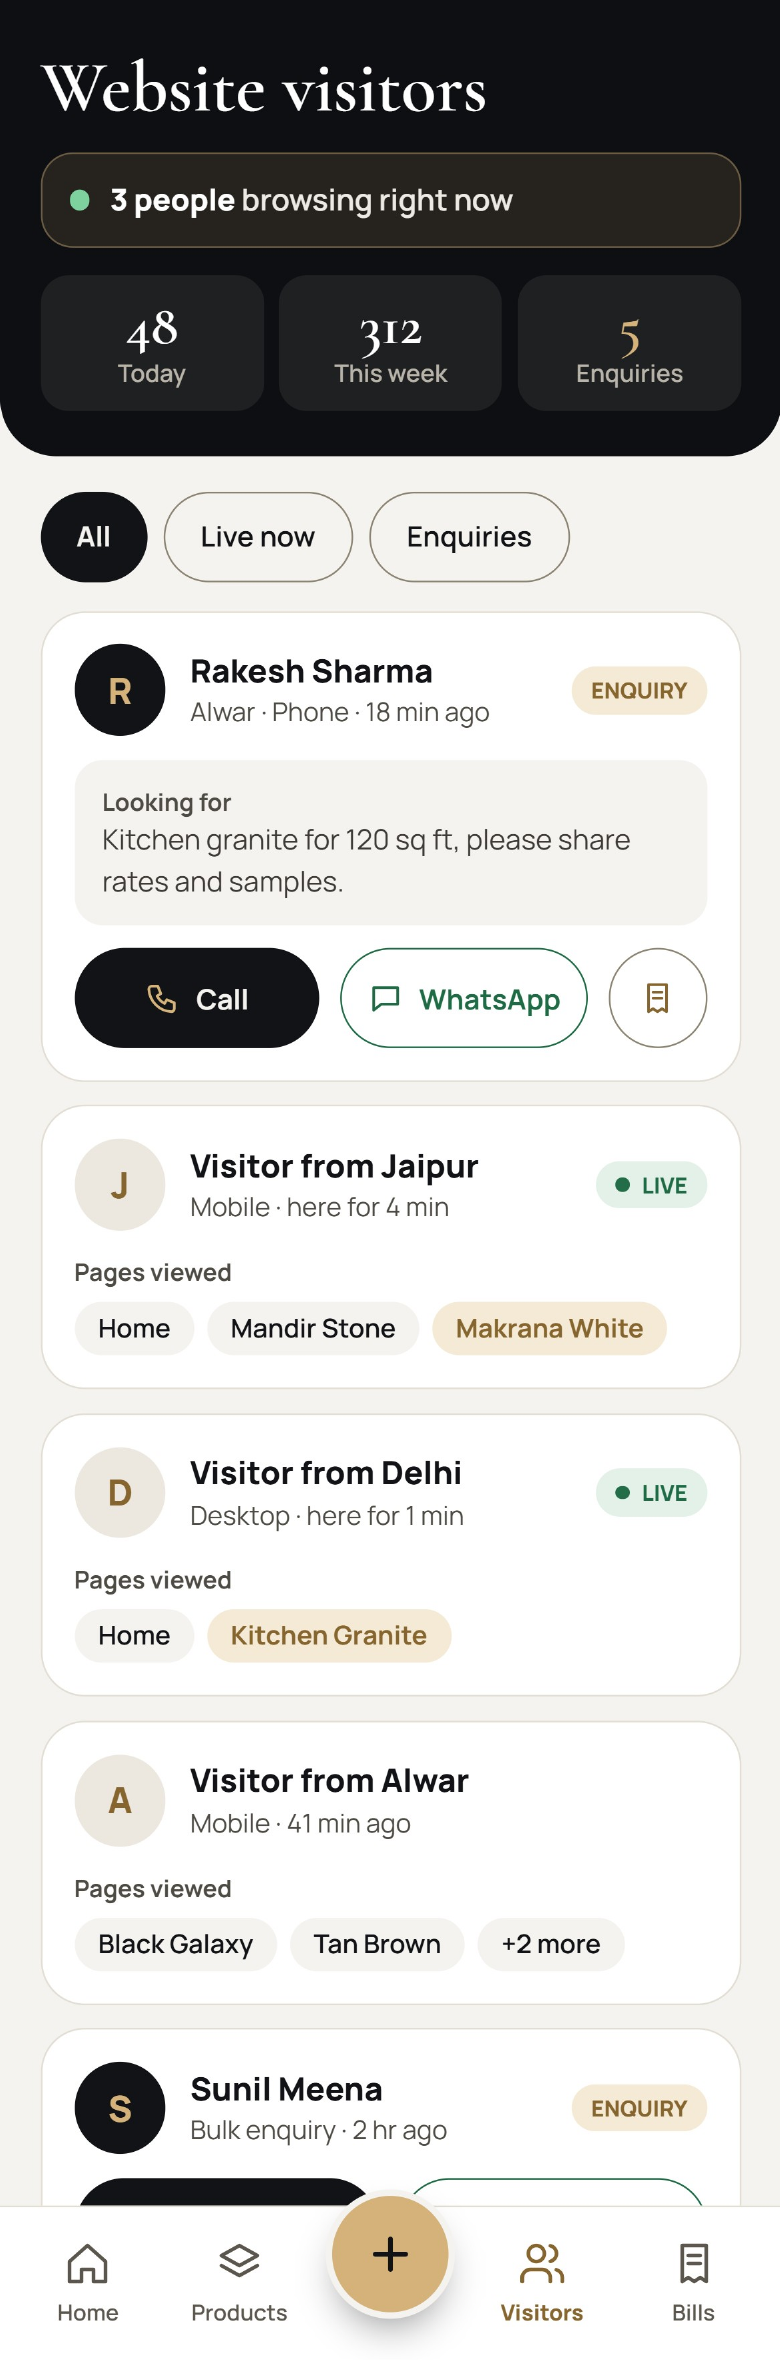 Website visitors
3 people browsing right now
48
Today
312
This week
5
Enquiries
All
Live now
Enquiries
R
Rakesh Sharma
Alwar · Phone · 18 min ago
ENQUIRY
Looking for
Kitchen granite for 120 sq ft, please share
rates and samples.
Call
WhatsApp
J
Visitor from Jaipur
Mobile · here for 4 min
LIVE
Pages viewed
Home
Mandir Stone
Makrana White
D
Visitor from Delhi
Desktop · here for 1 min
LIVE
Pages viewed
Home
Kitchen Granite
A
Visitor from Alwar
Mobile · 41 min ago
Pages viewed
Black Galaxy
Tan Brown
+2 more
S
Sunil Meena
Bulk enquiry · 2 hr ago
ENQUIRY
Home
Products
Visitors
Bills